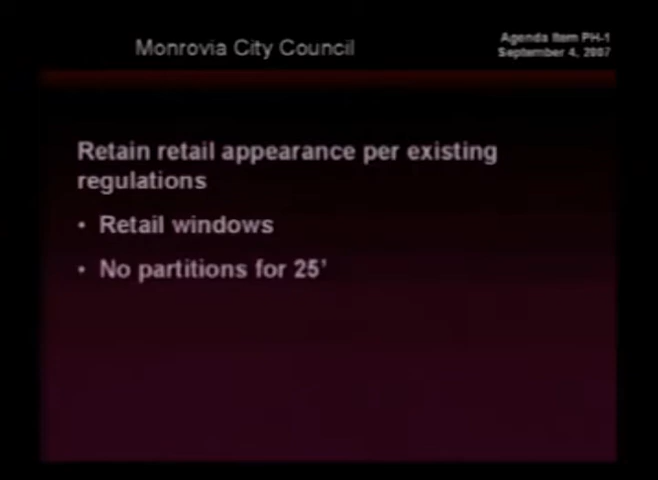 Monrovia City Council
Agenda Item PH-1
September 4, 2007
Retain retail appearance per existing
regulations
• Retail windows
• No partitions for 25'